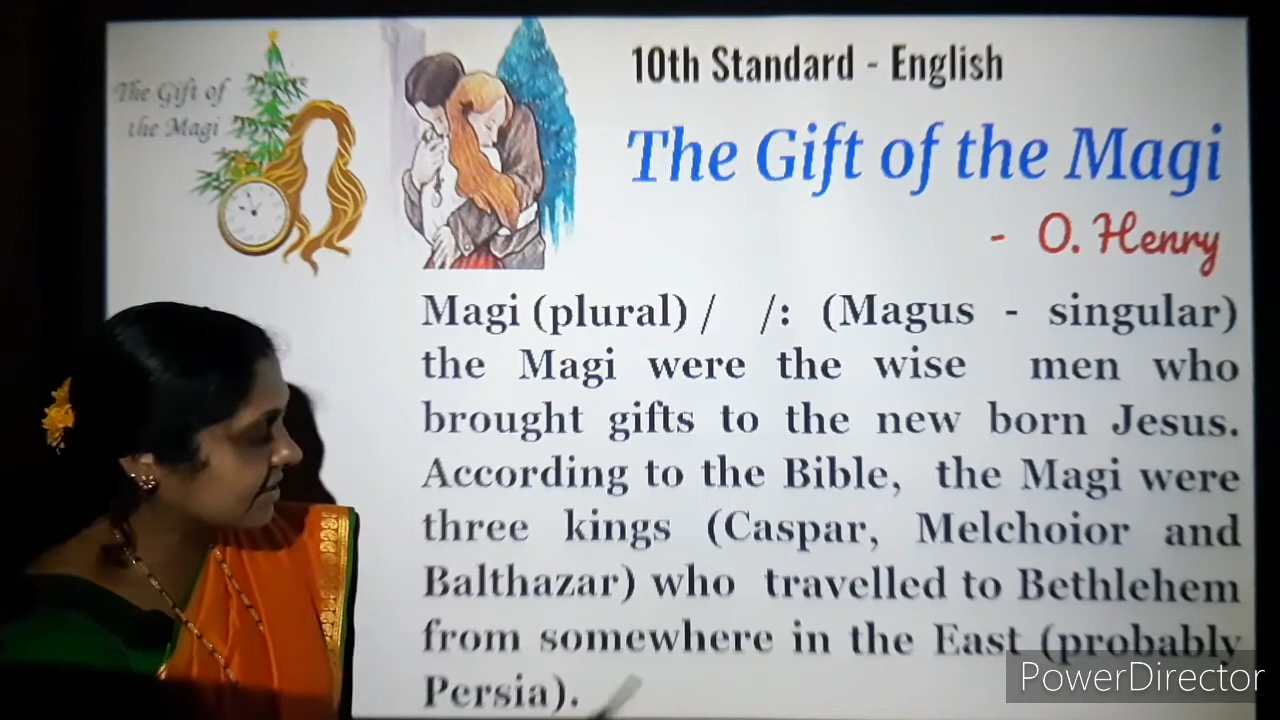 The Gift of
the Magi
10th Standard - English
The Gift of the Magi
- O. Henry
Magi (plural) / /: (Magus - singular)
the Magi were the wise men who
brought gifts to the new born Jesus.
According to the Bible, the Magi were
three kings (Caspar, Melchoior and
Balthazar) who travelled to Bethlehem
from somewhere in the East (probably
Persia).
PowerDirector